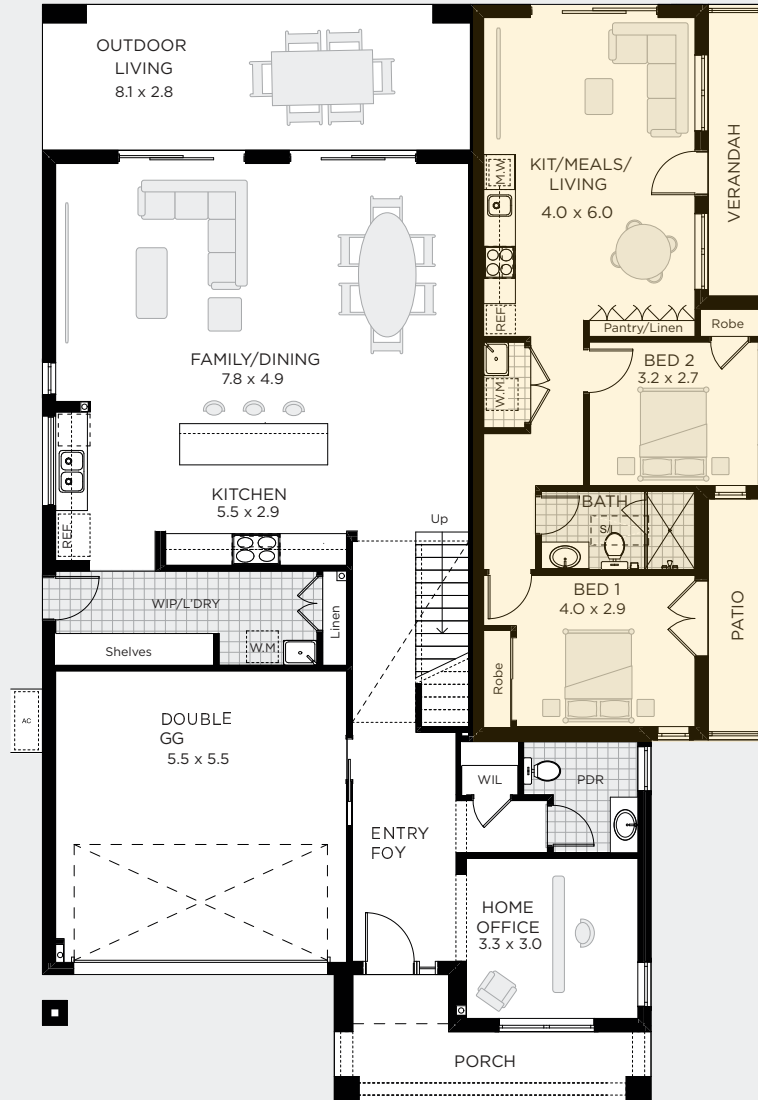 OUTDOOR
LIVING
8.1 x 2.8
KIT/MEALS/
LIVING
4.0 x 6.0
M.W
VERANDAH
REF
Pantry/Linen
Robe
FAMILY/DINING
7.8 x 4.9
BED 2
3.2 x 2.7
W.M
KITCHEN
5.5 x 2.9
REF
Up
BATH
S/L
BED 1
4.0 x 2.9
PATIO
Robe
WIP/L'DRY
Linen
Shelves
W.M
AC
DOUBLE
GG
5.5 x 5.5
WIL
PDR
ENTRY
FOY
HOME
OFFICE
3.3 x 3.0
PORCH